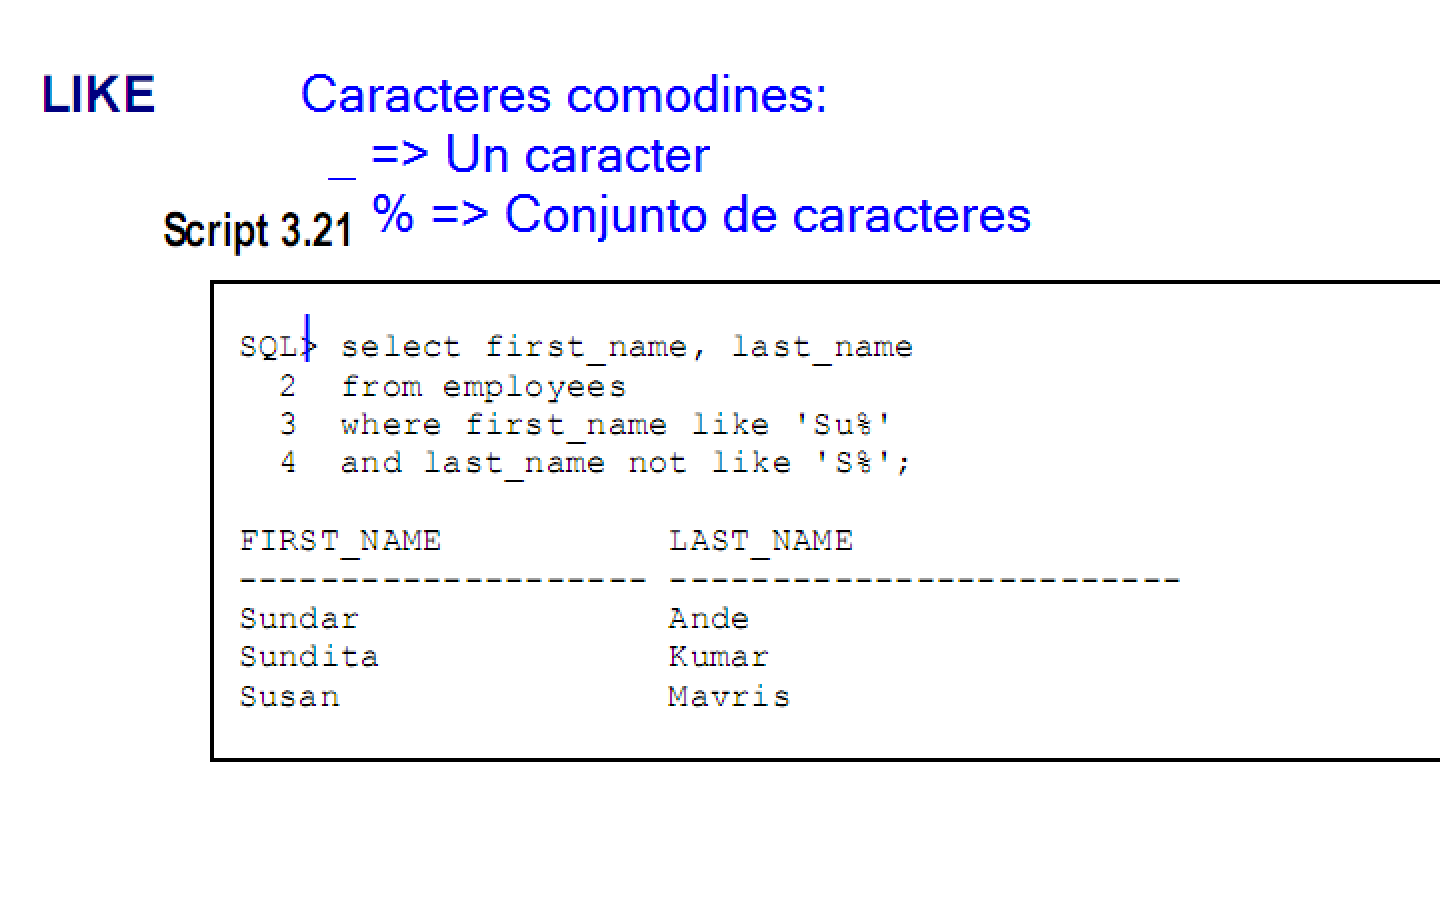 LIKE Caracteres comodines:
_ => Un caracter
Script 3.21 % => Conjunto de caracteres
SQL> select first_name, last_name
2 from employees
3 where first_name like 'Su%'
4 and last_name not like 'S%';
FIRST_NAME LAST_NAME
-------------------- -------------------------
Sundar Ande
Sundita Kumar
Susan Mavris